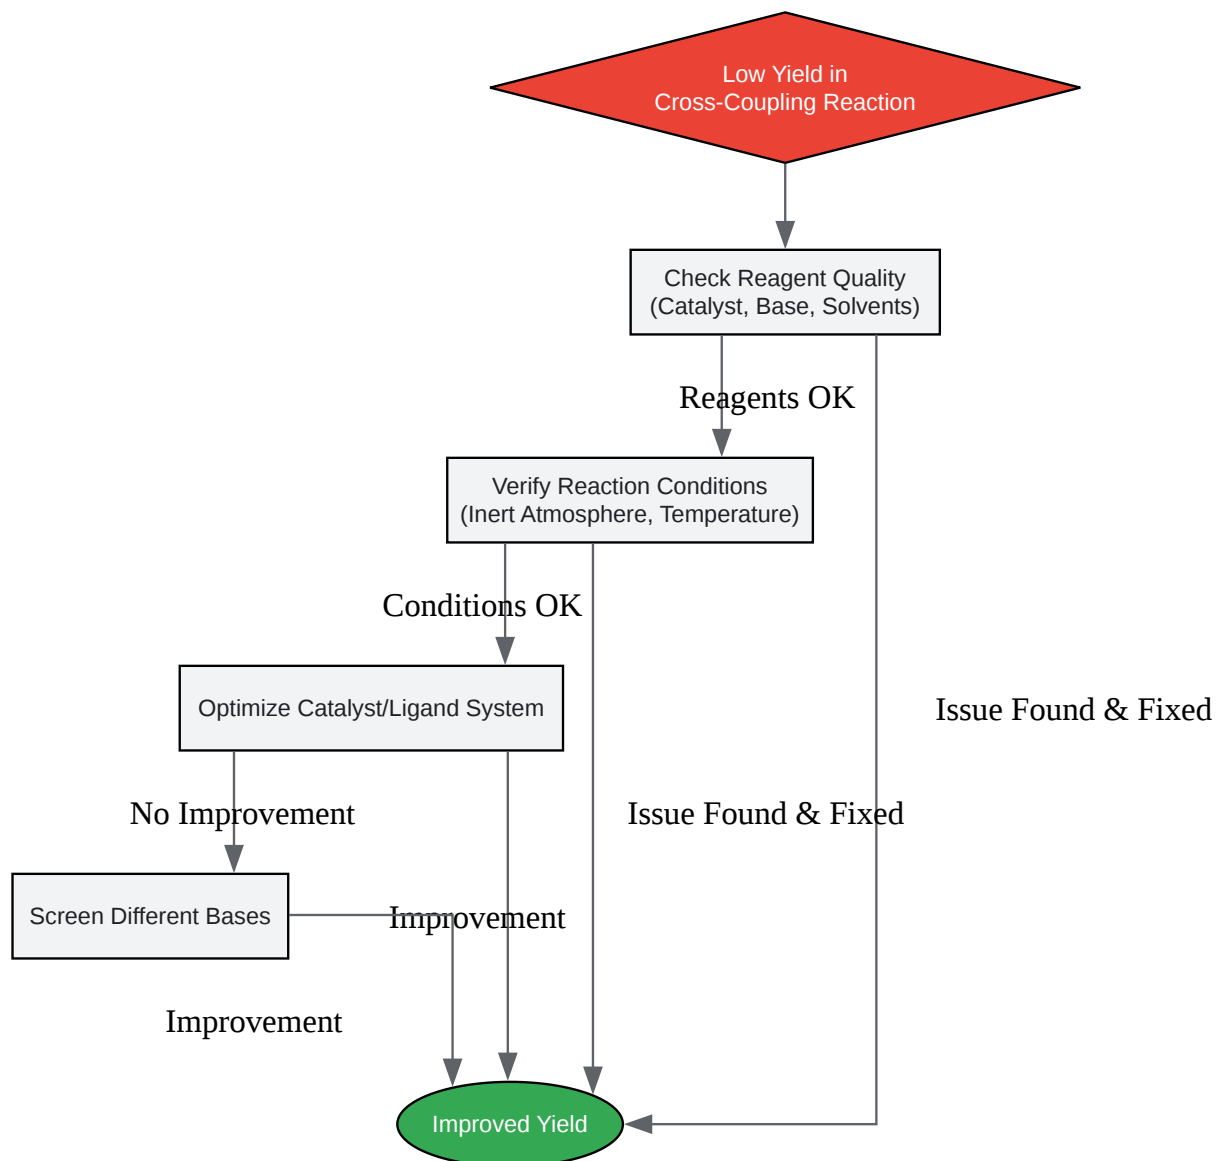 Low Yield in
Cross-Coupling Reaction
Check Reagent Quality
(Catalyst, Base, Solvents)
Reagents OK
Verify Reaction Conditions
(Inert Atmosphere, Temperature)
Conditions OK
Optimize Catalyst/Ligand System
Issue Found & Fixed
No Improvement
Issue Found & Fixed
Screen Different Bases
Improvement
Improvement
Improved Yield